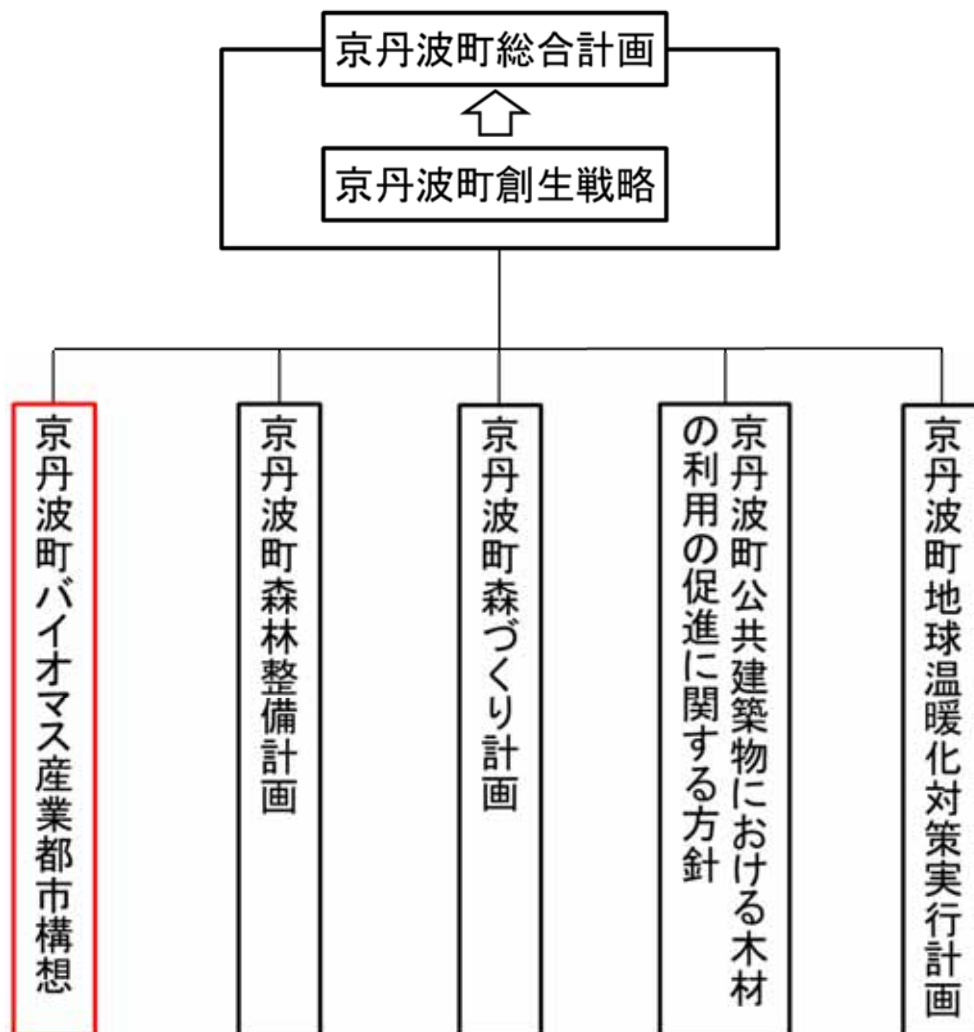 京丹波町総合計画
京丹波町創生戦略
京丹波町バイオマス産業都市構想
京丹波町森林整備計画
京丹波町森づくり計画
京丹波町公共建築物における木材
の利用の促進に関する方針
京丹波町地球温暖化対策実行計画